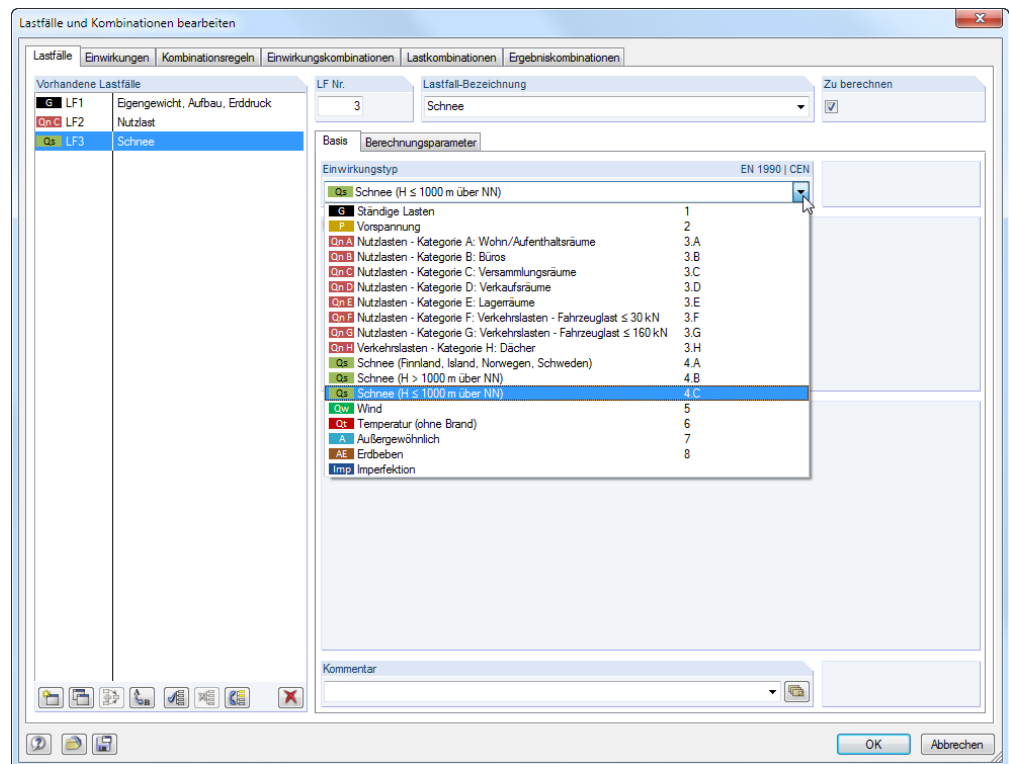 Lastfälle und Kombinationen bearbeiten
Lastfälle Einwirkungen Kombinationsregeln Einwirkungskombinationen Lastkombinationen Ergebniskombinationen
Vorhandene Lastfälle
G LF1 Eigengewicht, Aufbau, Erddruck
Qn C LF2 Nutzlast
Qs LF3 Schnee
LF Nr.
3
Lastfall-Bezeichnung
Schnee
Zu berechnen
Basis Berechnungsparameter
Einwirkungstyp EN 1990 | CEN
Qs Schnee (H ≤ 1000 m über NN)
G Ständige Lasten 1
P Vorspannung 2
Qn A Nutzlasten - Kategorie A: Wohn-/Aufenthaltsräume 3.A
Qn B Nutzlasten - Kategorie B: Büros 3.B
Qn C Nutzlasten - Kategorie C: Versammlungsräume 3.C
Qn D Nutzlasten - Kategorie D: Verkaufsräume 3.D
Qn E Nutzlasten - Kategorie E: Lagerräume 3.E
Qn F Nutzlasten - Kategorie F: Verkehrslasten - Fahrzeuglast ≤ 30 kN 3.F
Qn G Nutzlasten - Kategorie G: Verkehrslasten - Fahrzeuglast ≤ 160 kN 3.G
Qn H Verkehrslasten - Kategorie H: Dächer 3.H
Qs Schnee (Finnland, Island, Norwegen, Schweden) 4.A
Qs Schnee (H > 1000 m über NN) 4.B
Qs Schnee (H ≤ 1000 m über NN) 4.C
Qw Wind 5
Qt Temperatur (ohne Brand) 6
A Außergewöhnlich 7
AE Erdbeben 8
Imp Imperfektion
Kommentar
OK Abbrechen